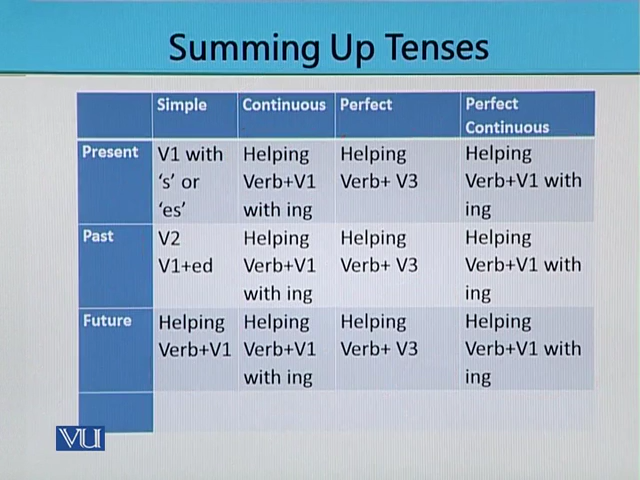 Summing Up Tenses
Simple Continuous Perfect Perfect Continuous
Present V1 with 's' or 'es' Helping Verb+V1 with ing Helping Verb+ V3 Helping Verb+V1 with ing
Past V2 V1+ed Helping Verb+V1 with ing Helping Verb+ V3 Helping Verb+V1 with ing
Future Helping Verb+V1 Helping Verb+V1 with ing Helping Verb+ V3 Helping Verb+V1 with ing
VU